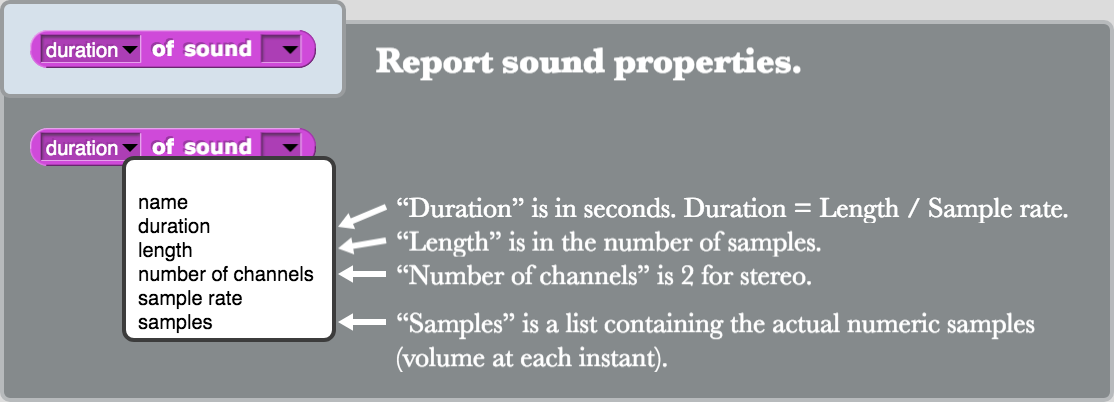 duration of sound
Report sound properties.
duration of sound
name
duration
length
number of channels
sample rate
samples
“Duration” is in seconds. Duration = Length / Sample rate.
“Length” is in the number of samples.
“Number of channels” is 2 for stereo.
“Samples” is a list containing the actual numeric samples
(volume at each instant).